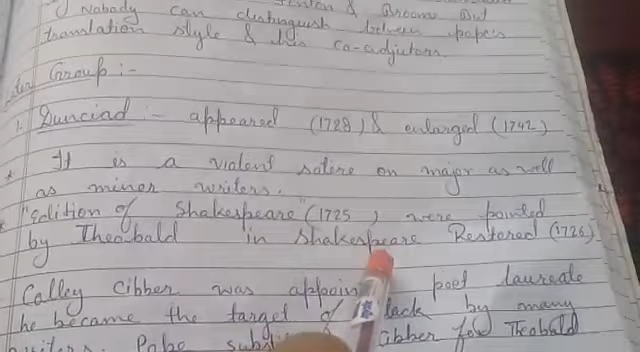 Fenton & Broome But
Nobody can distinguish between pope's
translation style & his co-adjutors.
Group :-
1. Dunciad :- appeared (1728) & enlarged (1742)
* It is a violent satire on major as well
as minor writers.
* "Edition of Shakespeare" (1725) were pointed
by Theobald in Shakespeare Restored (1726)
Colley Cibber was poet laureate
he became the target of lack by many
Pope for Theobald